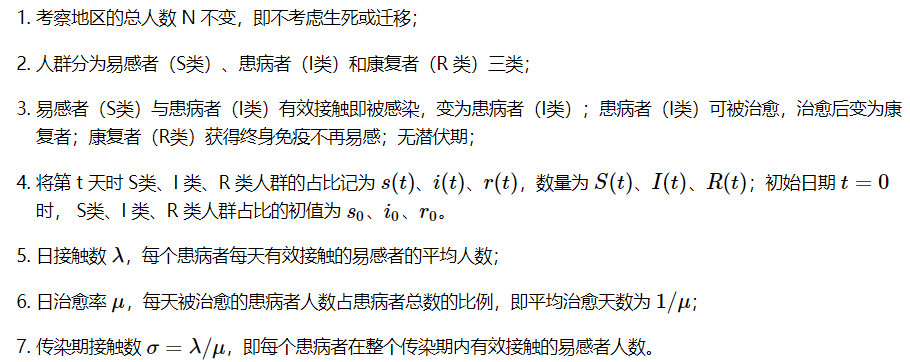 1. 考察地区的总人数 N 不变，即不考虑生死或迁移；
2. 人群分为易感者（S类）、患病者（I类）和康复者（R 类）三类；
3. 易感者（S类）与患病者（I类）有效接触即被感染，变为患病者（I类）；患病者（I类）可被治愈，治愈后变为康
复者；康复者（R类）获得终身免疫不再易感；无潜伏期；
4. 将第 t 天时 S类、I 类、R 类人群的占比记为 s(t)、i(t)、r(t)，数量为 S(t)、I(t)、R(t)；初始日期 t = 0
时， S类、I 类、R 类人群占比的初值为 s₀、i₀、r₀。
5. 日接触数 λ，每个患病者每天有效接触的易感者的平均人数；
6. 日治愈率 μ，每天被治愈的患病者人数占患病者总数的比例，即平均治愈天数为 1/μ；
7. 传染期接触数 σ = λ/μ，即每个患病者在整个传染期内有效接触的易感者人数。